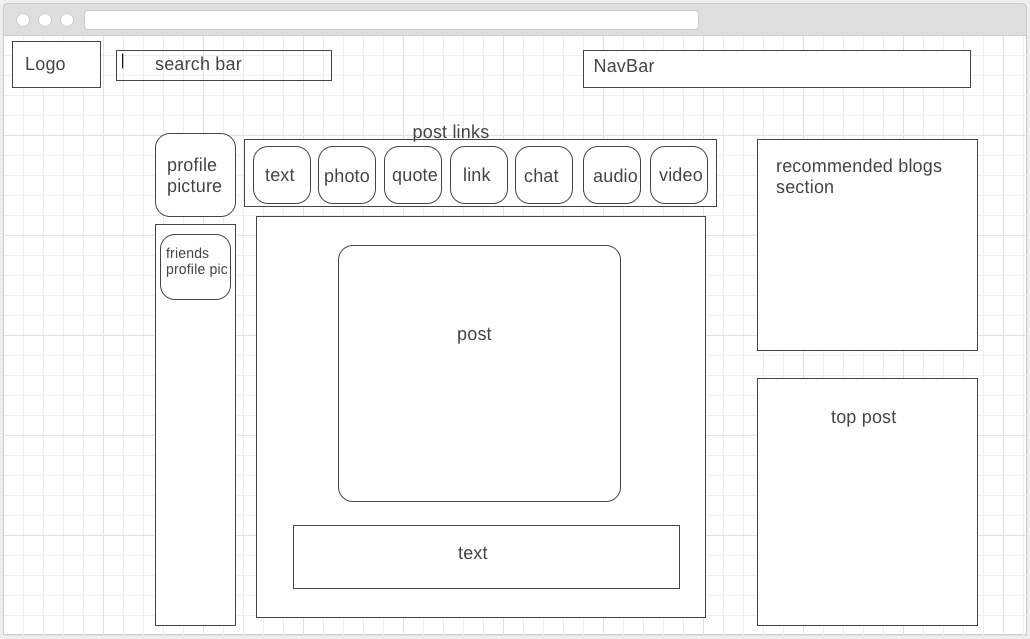 Logo
search bar
NavBar
post links
profile
picture
text
photo
quote
link
chat
audio
video
recommended blogs
section
friends
profile pic
post
top post
text